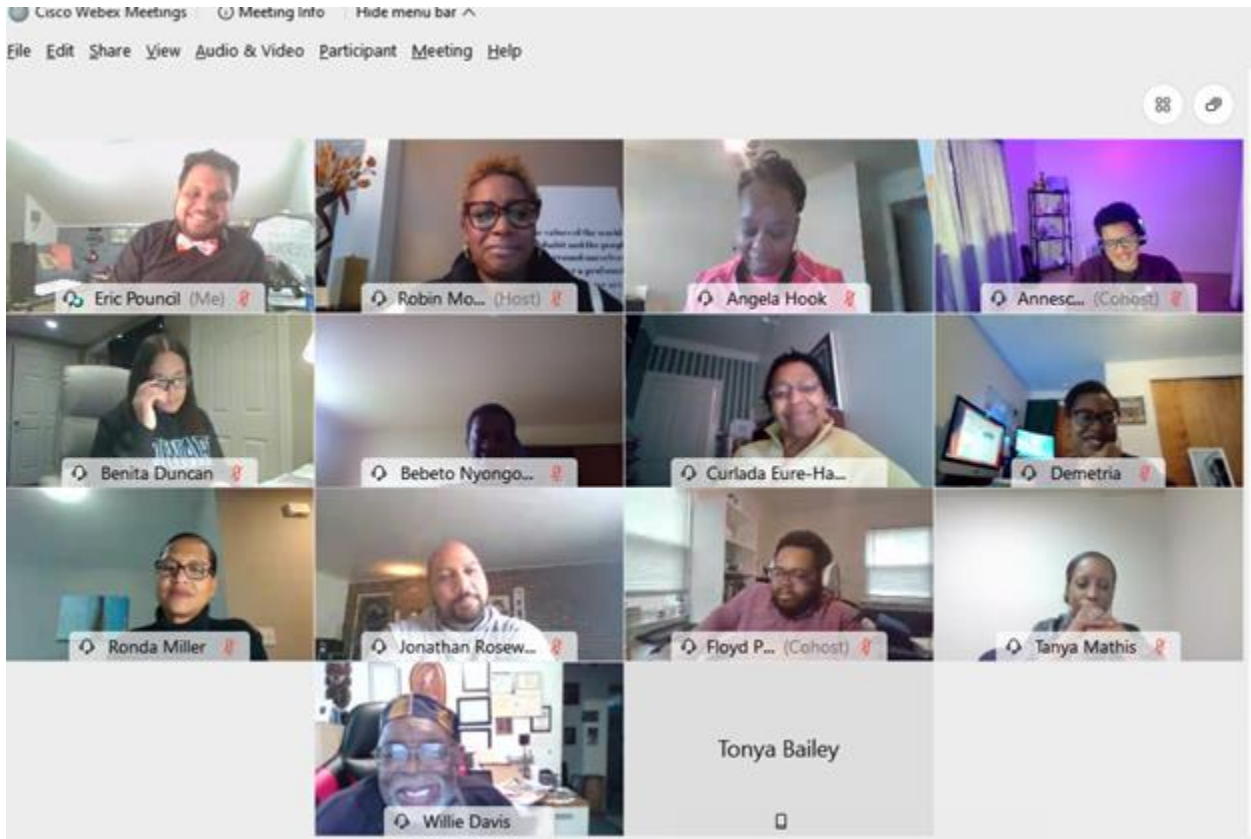 Cisco Webex Meetings Meeting Info Hide menu bar
File Edit Share View Audio & Video Participant Meeting Help
Eric Pouncil (Me)
Robin Mo... (Host)
Angela Hook
Annesc... (Cohost)
Benita Duncan
Bebeto Nyongo...
Curlada Eure-Ha...
Demetria
Ronda Miller
Jonathan Rosew...
Floyd P... (Cohost)
Tanya Mathis
Willie Davis
Tonya Bailey